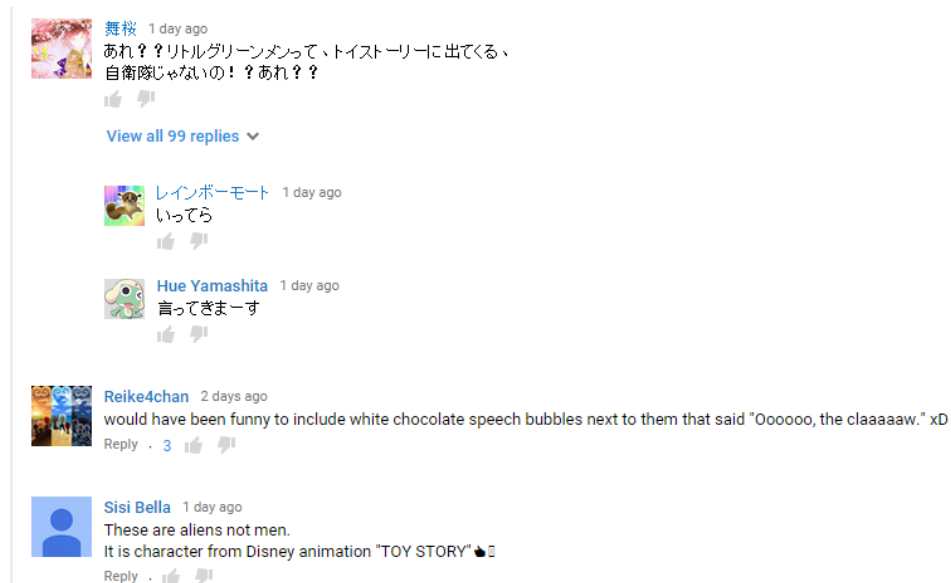 舞桜 1 day ago
あれ？？リトルグリーンメンって、トイストーリーに出てくる、
自衛隊じゃないの！？あれ？？
View all 99 replies
レインボーモート 1 day ago
いってら
Hue Yamashita 1 day ago
言ってきまーす
Reike4chan 2 days ago
would have been funny to include white chocolate speech bubbles next to them that said "Oooooo, the claaaaaw." xD
Reply . 3
Sisi Bella 1 day ago
These are aliens not men.
It is character from Disney animation "TOY STORY"
Reply .